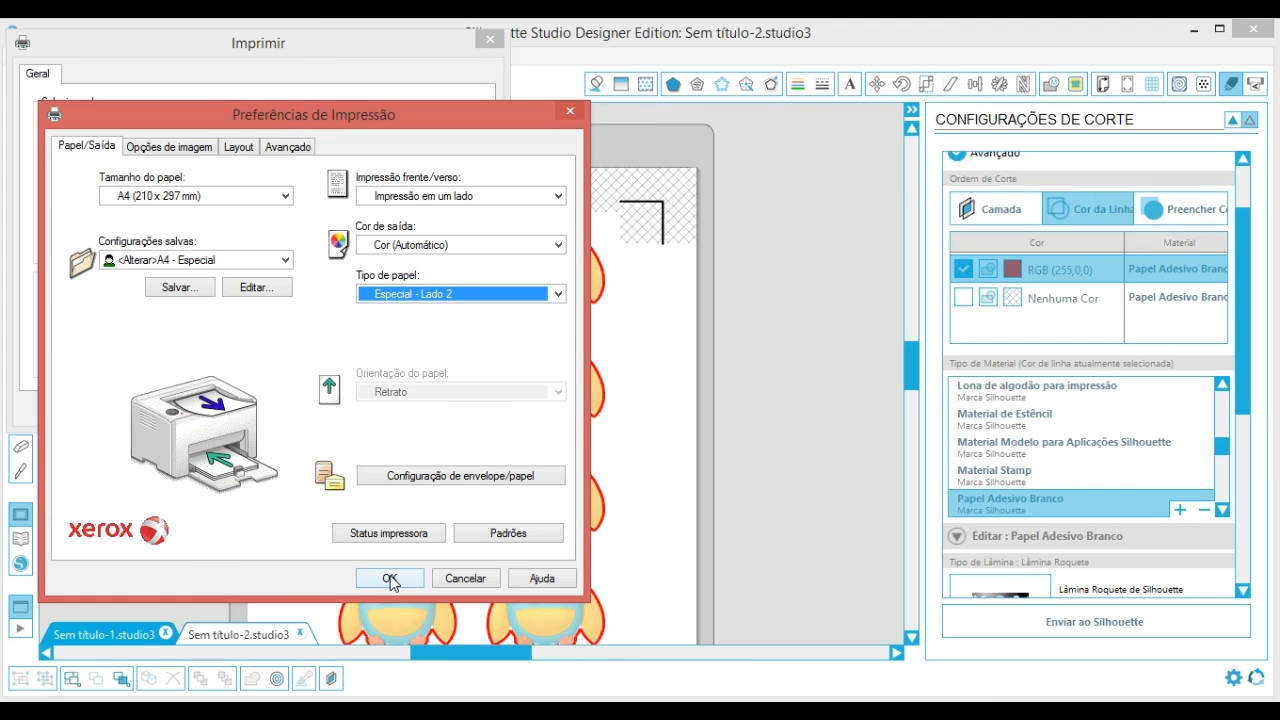 tte Studio Designer Edition: Sem título-2.studio3
Imprimir
Geral
Preferências de Impressão
Papel/Saída
Opções de imagem
Layout
Avançado
Tamanho do papel:
A4 (210 x 297 mm)
Configurações salvas:
<Alterar>A4 - Especial
Salvar...
Editar...
Impressão frente/verso:
Impressão em um lado
Cor de saída:
Cor (Automático)
Tipo de papel:
Especial - Lado 2
Orientação do papel:
Retrato
Configuração de envelope/papel
xerox
Status impressora
Padrões
OK
Cancelar
Ajuda
Sem título-1.studio3
Sem título-2.studio3
CONFIGURAÇÕES DE CORTE
Avançado
Ordem de Corte
Camada
Cor da Linha
Preencher C
Cor
Material
RGB (255,0,0)
Papel Adesivo Branc
Nenhuma Cor
Papel Adesivo Branc
Tipo de Material (Cor de linha atualmente selecionada)
Lona de algodão para impressão
Marca Silhouette
Material de Estêncil
Marca Silhouette
Material Modelo para Aplicações Silhouette
Marca Silhouette
Material Stamp
Marca Silhouette
Papel Adesivo Branco
Marca Silhouette
Editar : Papel Adesivo Branco
Tipo de Lâmina : Lâmina Roquete
Lâmina Roquete de Silhouette
Enviar ao Silhouette